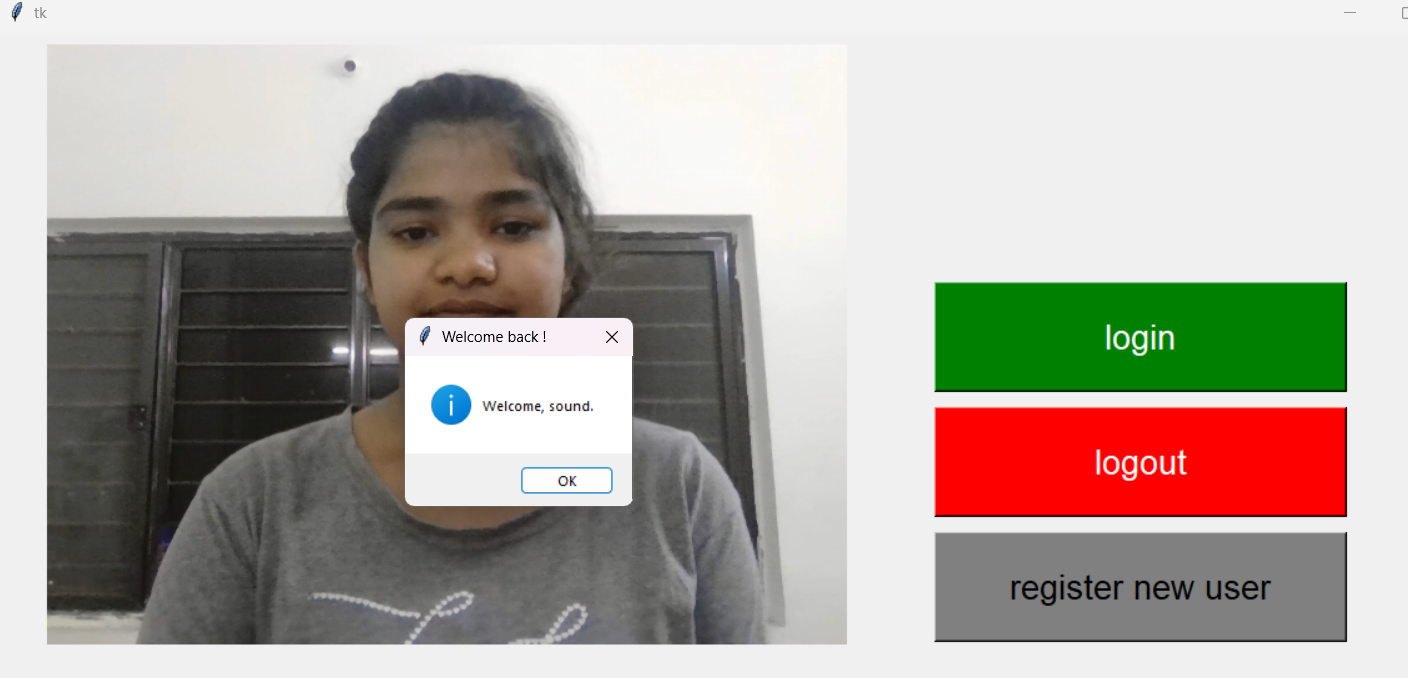 tk
Welcome back !
Welcome, sound.
OK
login
logout
register new user